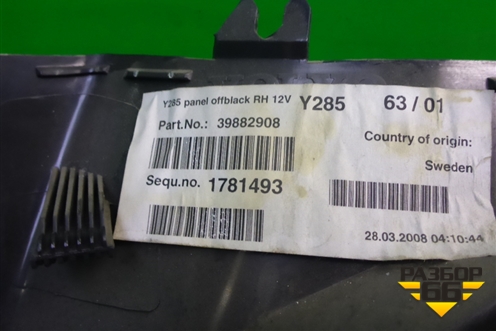 Y285 panel offblack RH 12V Y285 63 / 01
Part.No.: 39882908
Country of origin:
Sweden
Sequ.no. 1781493
28.03.2008 04:10:44
РАЗБОР
66